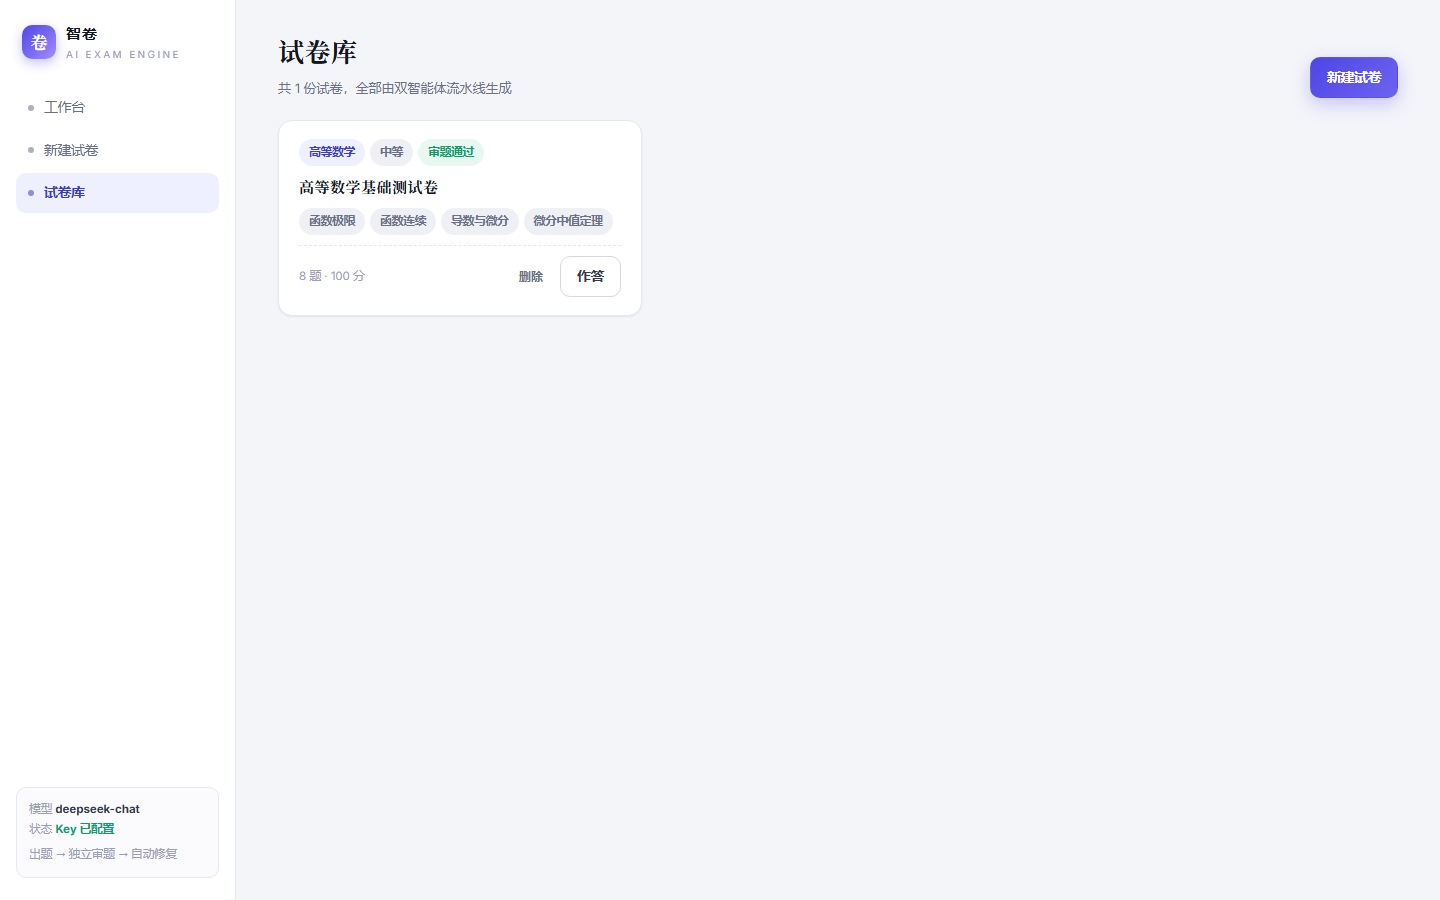 卷
智卷
AI EXAM ENGINE
工作台
新建试卷
试卷库
模型 deepseek-chat
状态 Key 已配置
出题 → 独立审题 → 自动修复
试卷库
共 1 份试卷，全部由双智能体流水线生成
新建试卷
高等数学 中等 审题通过
高等数学基础测试卷
函数极限 函数连续 导数与微分 微分中值定理
8 题 · 100 分 删除 作答